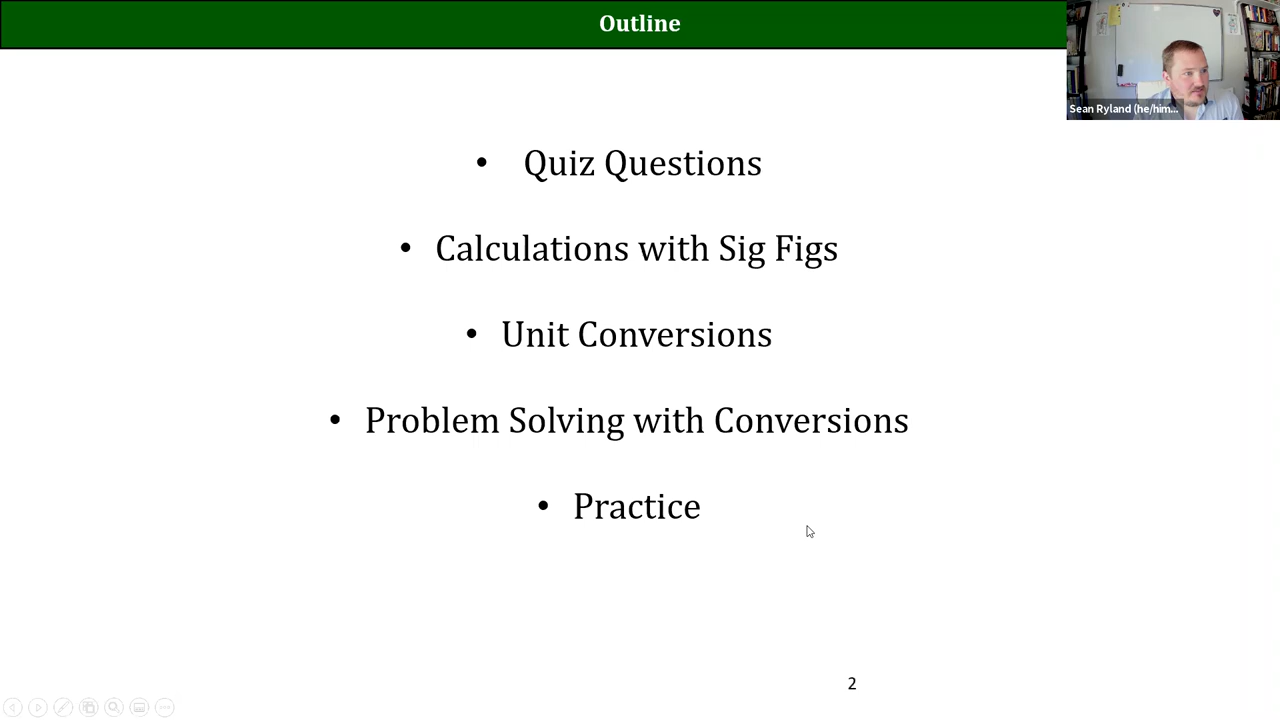 Outline
Sean Ryland (he/him...
• Quiz Questions
• Calculations with Sig Figs
• Unit Conversions
• Problem Solving with Conversions
• Practice
2